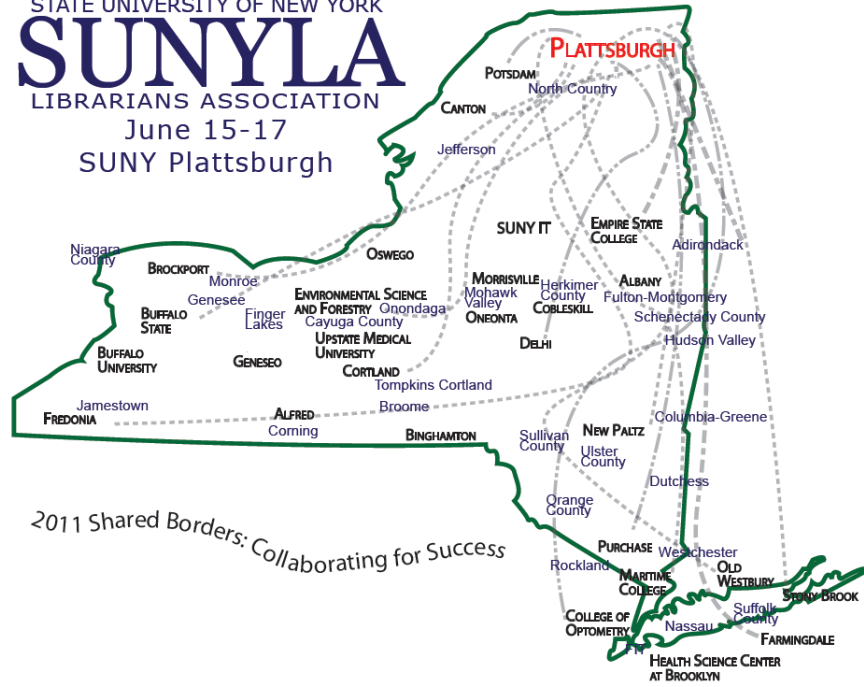 STATE UNIVERSITY OF NEW YORK
SUNYLA
LIBRARIANS ASSOCIATION
June 15-17
SUNY Plattsburgh
PLATTSBURGH
POTSDAM
North Country
CANTON
Jefferson
SUNY IT
EMPIRE STATE
COLLEGE
Adirondack
Niagara
County
OSWEGO
BROCKPORT
Monroe
Genesee
MORRISVILLE
Mohawk
Valley
Herkimer
County
ALBANY
Fulton-Montgomery
ENVIRONMENTAL SCIENCE
AND FORESTRY
Onondaga
Cayuga County
BUFFALO
STATE
Finger
Lakes
ONEONTA
COBLESKILL
Schenectady County
UPSTATE MEDICAL
UNIVERSITY
DELHI
Hudson Valley
BUFFALO
UNIVERSITY
GENESEO
CORTLAND
Tompkins Cortland
Jamestown
FREDONIA
ALFRED
Corning
Broome
BINGHAMTON
Columbia-Greene
Sullivan
County
NEW PALTZ
Ulster
County
Dutchess
Orange
County
2011 Shared Borders: Collaborating for Success
PURCHASE
Westchester
Rockland
MARITIME
COLLEGE
OLD
WESTBURY
STONY BROOK
Suffolk
County
COLLEGE OF
OPTOMETRY
Nassau
FARMINGDALE
FIT
HEALTH SCIENCE CENTER
AT BROOKLYN